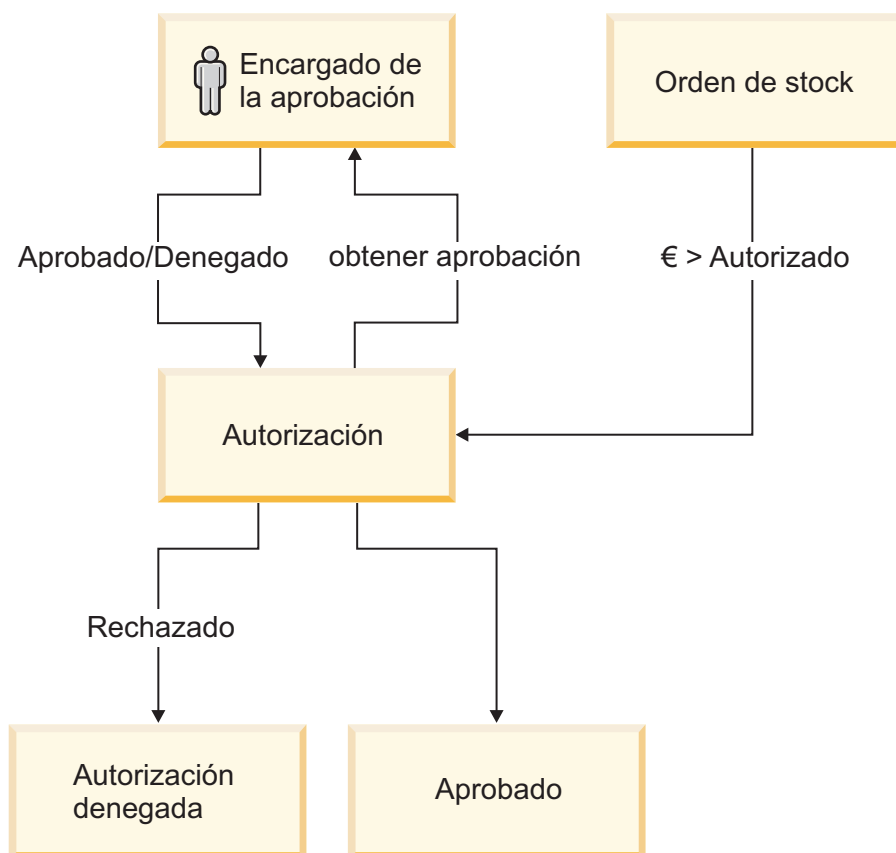 Encargado de
la aprobación
Orden de stock
Aprobado/Denegado
obtener aprobación
€ > Autorizado
Autorización
Rechazado
Autorización
denegada
Aprobado